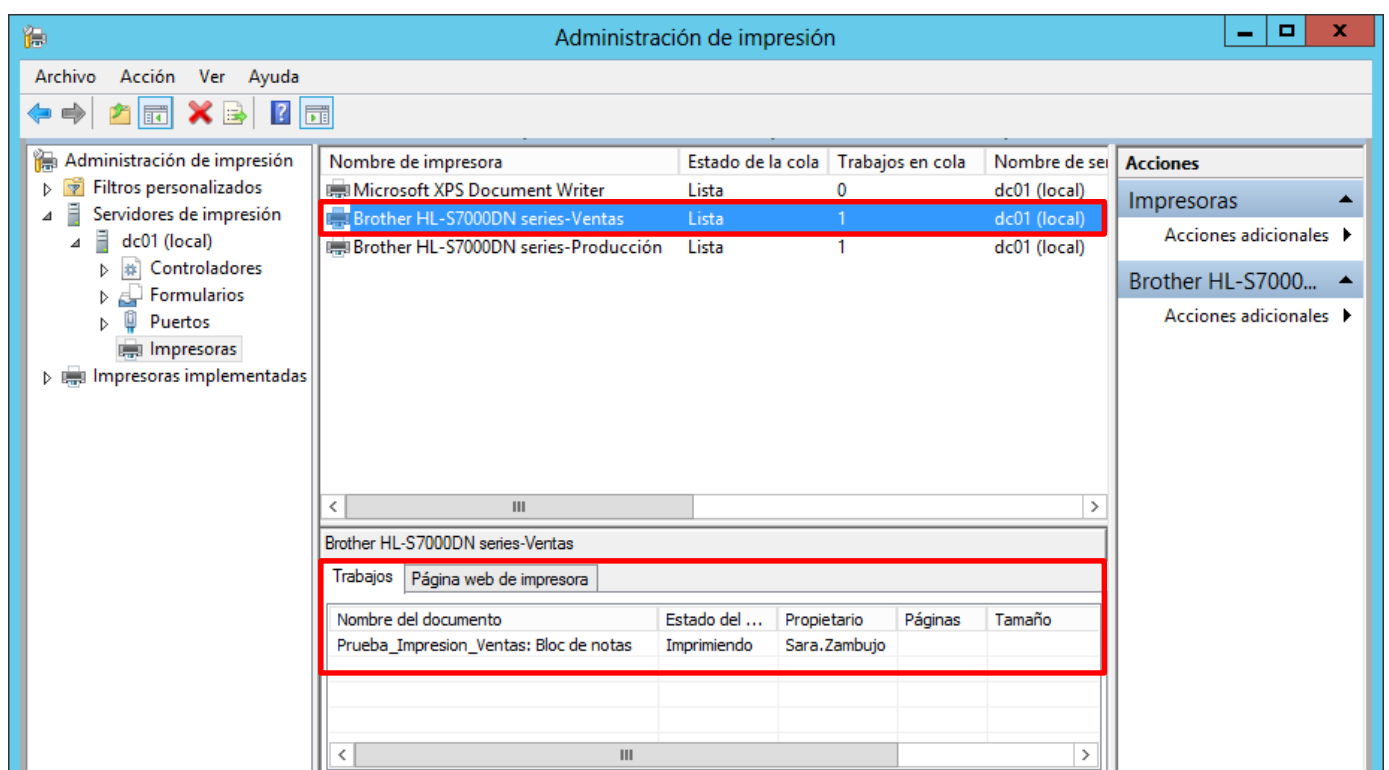 Administración de impresión
Archivo Acción Ver Ayuda
Administración de impresión
Filtros personalizados
Servidores de impresión
dc01 (local)
Controladores
Formularios
Puertos
Impresoras
Impresoras implementadas
Nombre de impresora Estado de la cola Trabajos en cola Nombre de ser
Microsoft XPS Document Writer Lista 0 dc01 (local)
Brother HL-S7000DN series-Ventas Lista 1 dc01 (local)
Brother HL-S7000DN series-Producción Lista 1 dc01 (local)
Brother HL-S7000DN series-Ventas
Trabajos Página web de impresora
Nombre del documento Estado del ... Propietario Páginas Tamaño
Prueba_Impresion_Ventas: Bloc de notas Imprimiendo Sara.Zambujo
Acciones
Impresoras
Acciones adicionales
Brother HL-S7000...
Acciones adicionales